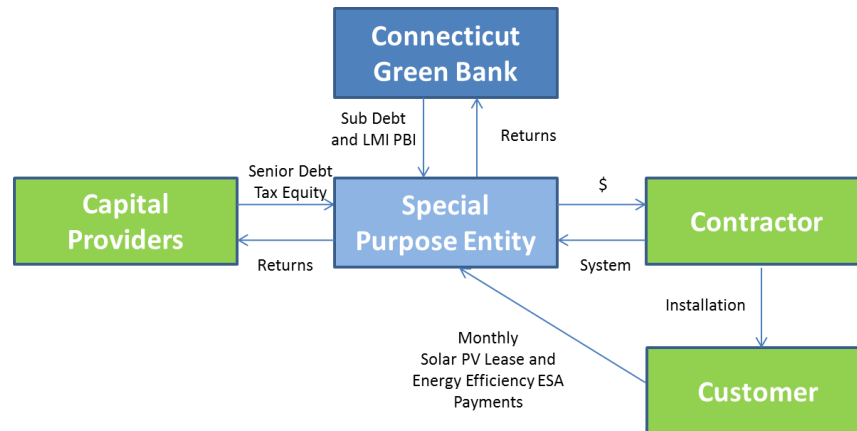 Connecticut
Green Bank
Sub Debt
and LMI PBI
Returns
Senior Debt
Tax Equity
$
Capital
Providers
Special
Purpose Entity
Contractor
Returns
System
Installation
Monthly
Solar PV Lease and
Energy Efficiency ESA
Payments
Customer